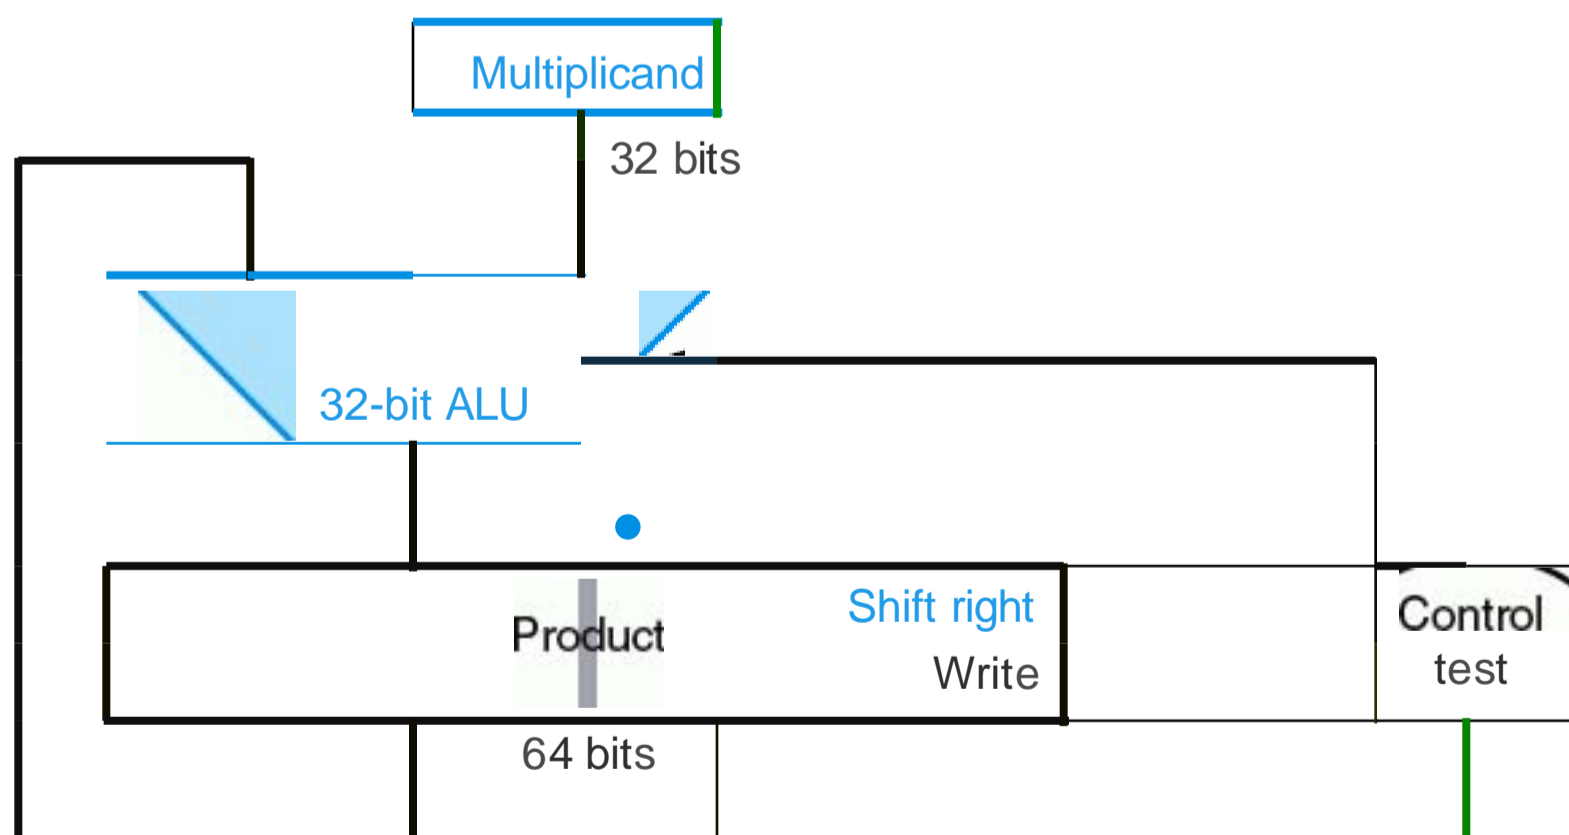 Multiplicand
32 bits
32-bit ALU
Product
Shift right
Write
Control
test
64 bits